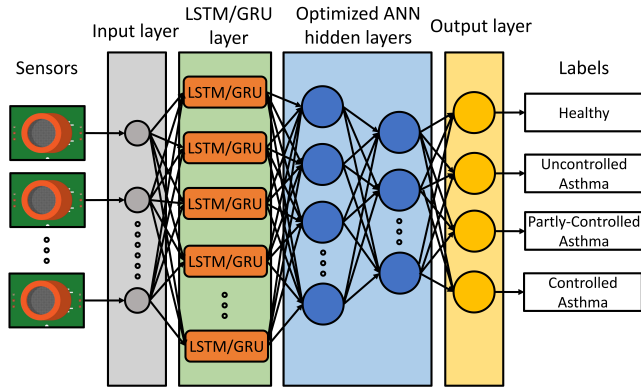 Sensors
Input layer
LSTM/GRU
layer
Optimized ANN
hidden layers
Output layer
Labels
LSTM/GRU
LSTM/GRU
LSTM/GRU
LSTM/GRU
LSTM/GRU
Healthy
Uncontrolled
Asthma
Partly-Controlled
Asthma
Controlled
Asthma